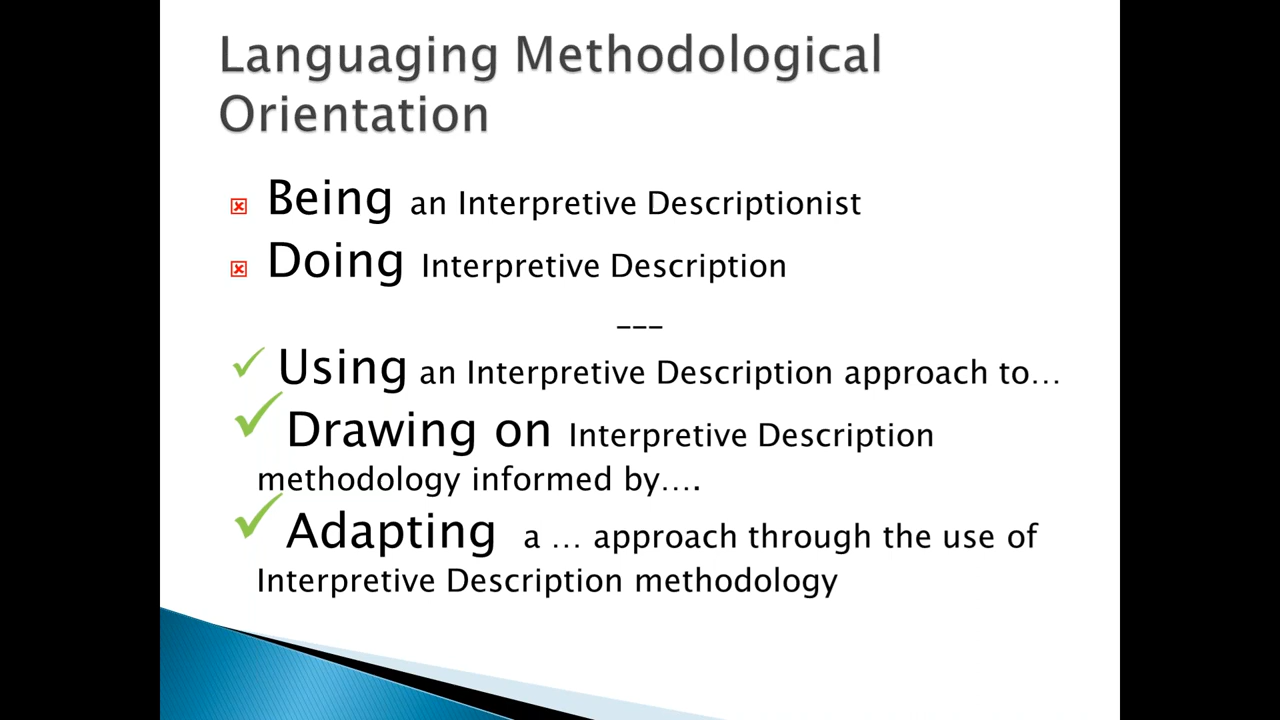 Languaging Methodological
Orientation
Being an Interpretive Descriptionist
Doing Interpretive Description
---
Using an Interpretive Description approach to...
Drawing on Interpretive Description
methodology informed by....
Adapting a ... approach through the use of
Interpretive Description methodology